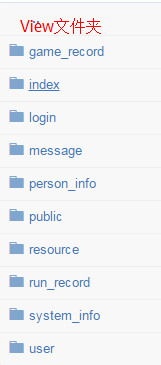 View文件夹
game_record
index
login
message
person_info
public
resource
run_record
system_info
user